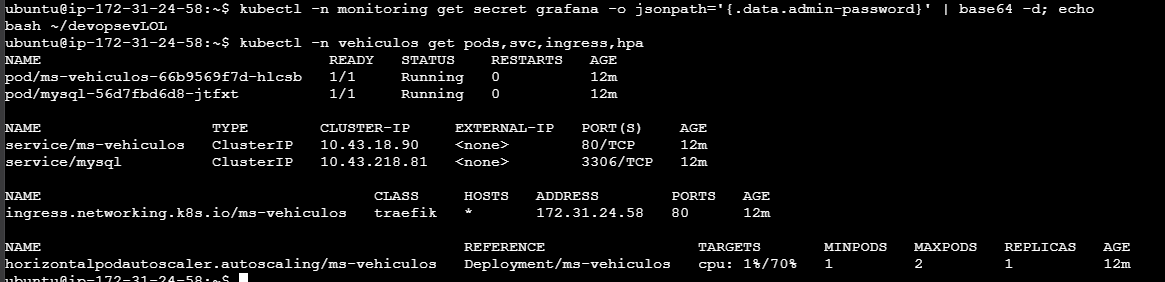 ubuntu@ip-172-31-24-58:~$ kubectl -n monitoring get secret grafana -o jsonpath='{.data.admin-password}' | base64 -d; echo
bash ~/devopsevLOL
ubuntu@ip-172-31-24-58:~$ kubectl -n vehiculos get pods,svc,ingress,hpa
NAME READY STATUS RESTARTS AGE
pod/ms-vehiculos-66b9569f7d-hlcsb 1/1 Running 0 12m
pod/mysql-56d7fbd6d8-jtfxt 1/1 Running 0 12m
NAME TYPE CLUSTER-IP EXTERNAL-IP PORT(S) AGE
service/ms-vehiculos ClusterIP 10.43.18.90 <none> 80/TCP 12m
service/mysql ClusterIP 10.43.218.81 <none> 3306/TCP 12m
NAME CLASS HOSTS ADDRESS PORTS AGE
ingress.networking.k8s.io/ms-vehiculos traefik * 172.31.24.58 80 12m
NAME REFERENCE TARGETS MINPODS MAXPODS REPLICAS AGE
horizontalpodautoscaler.autoscaling/ms-vehiculos Deployment/ms-vehiculos cpu: 1%/70% 1 2 1 12m
ubuntu@ip-172-31-24-58:~$